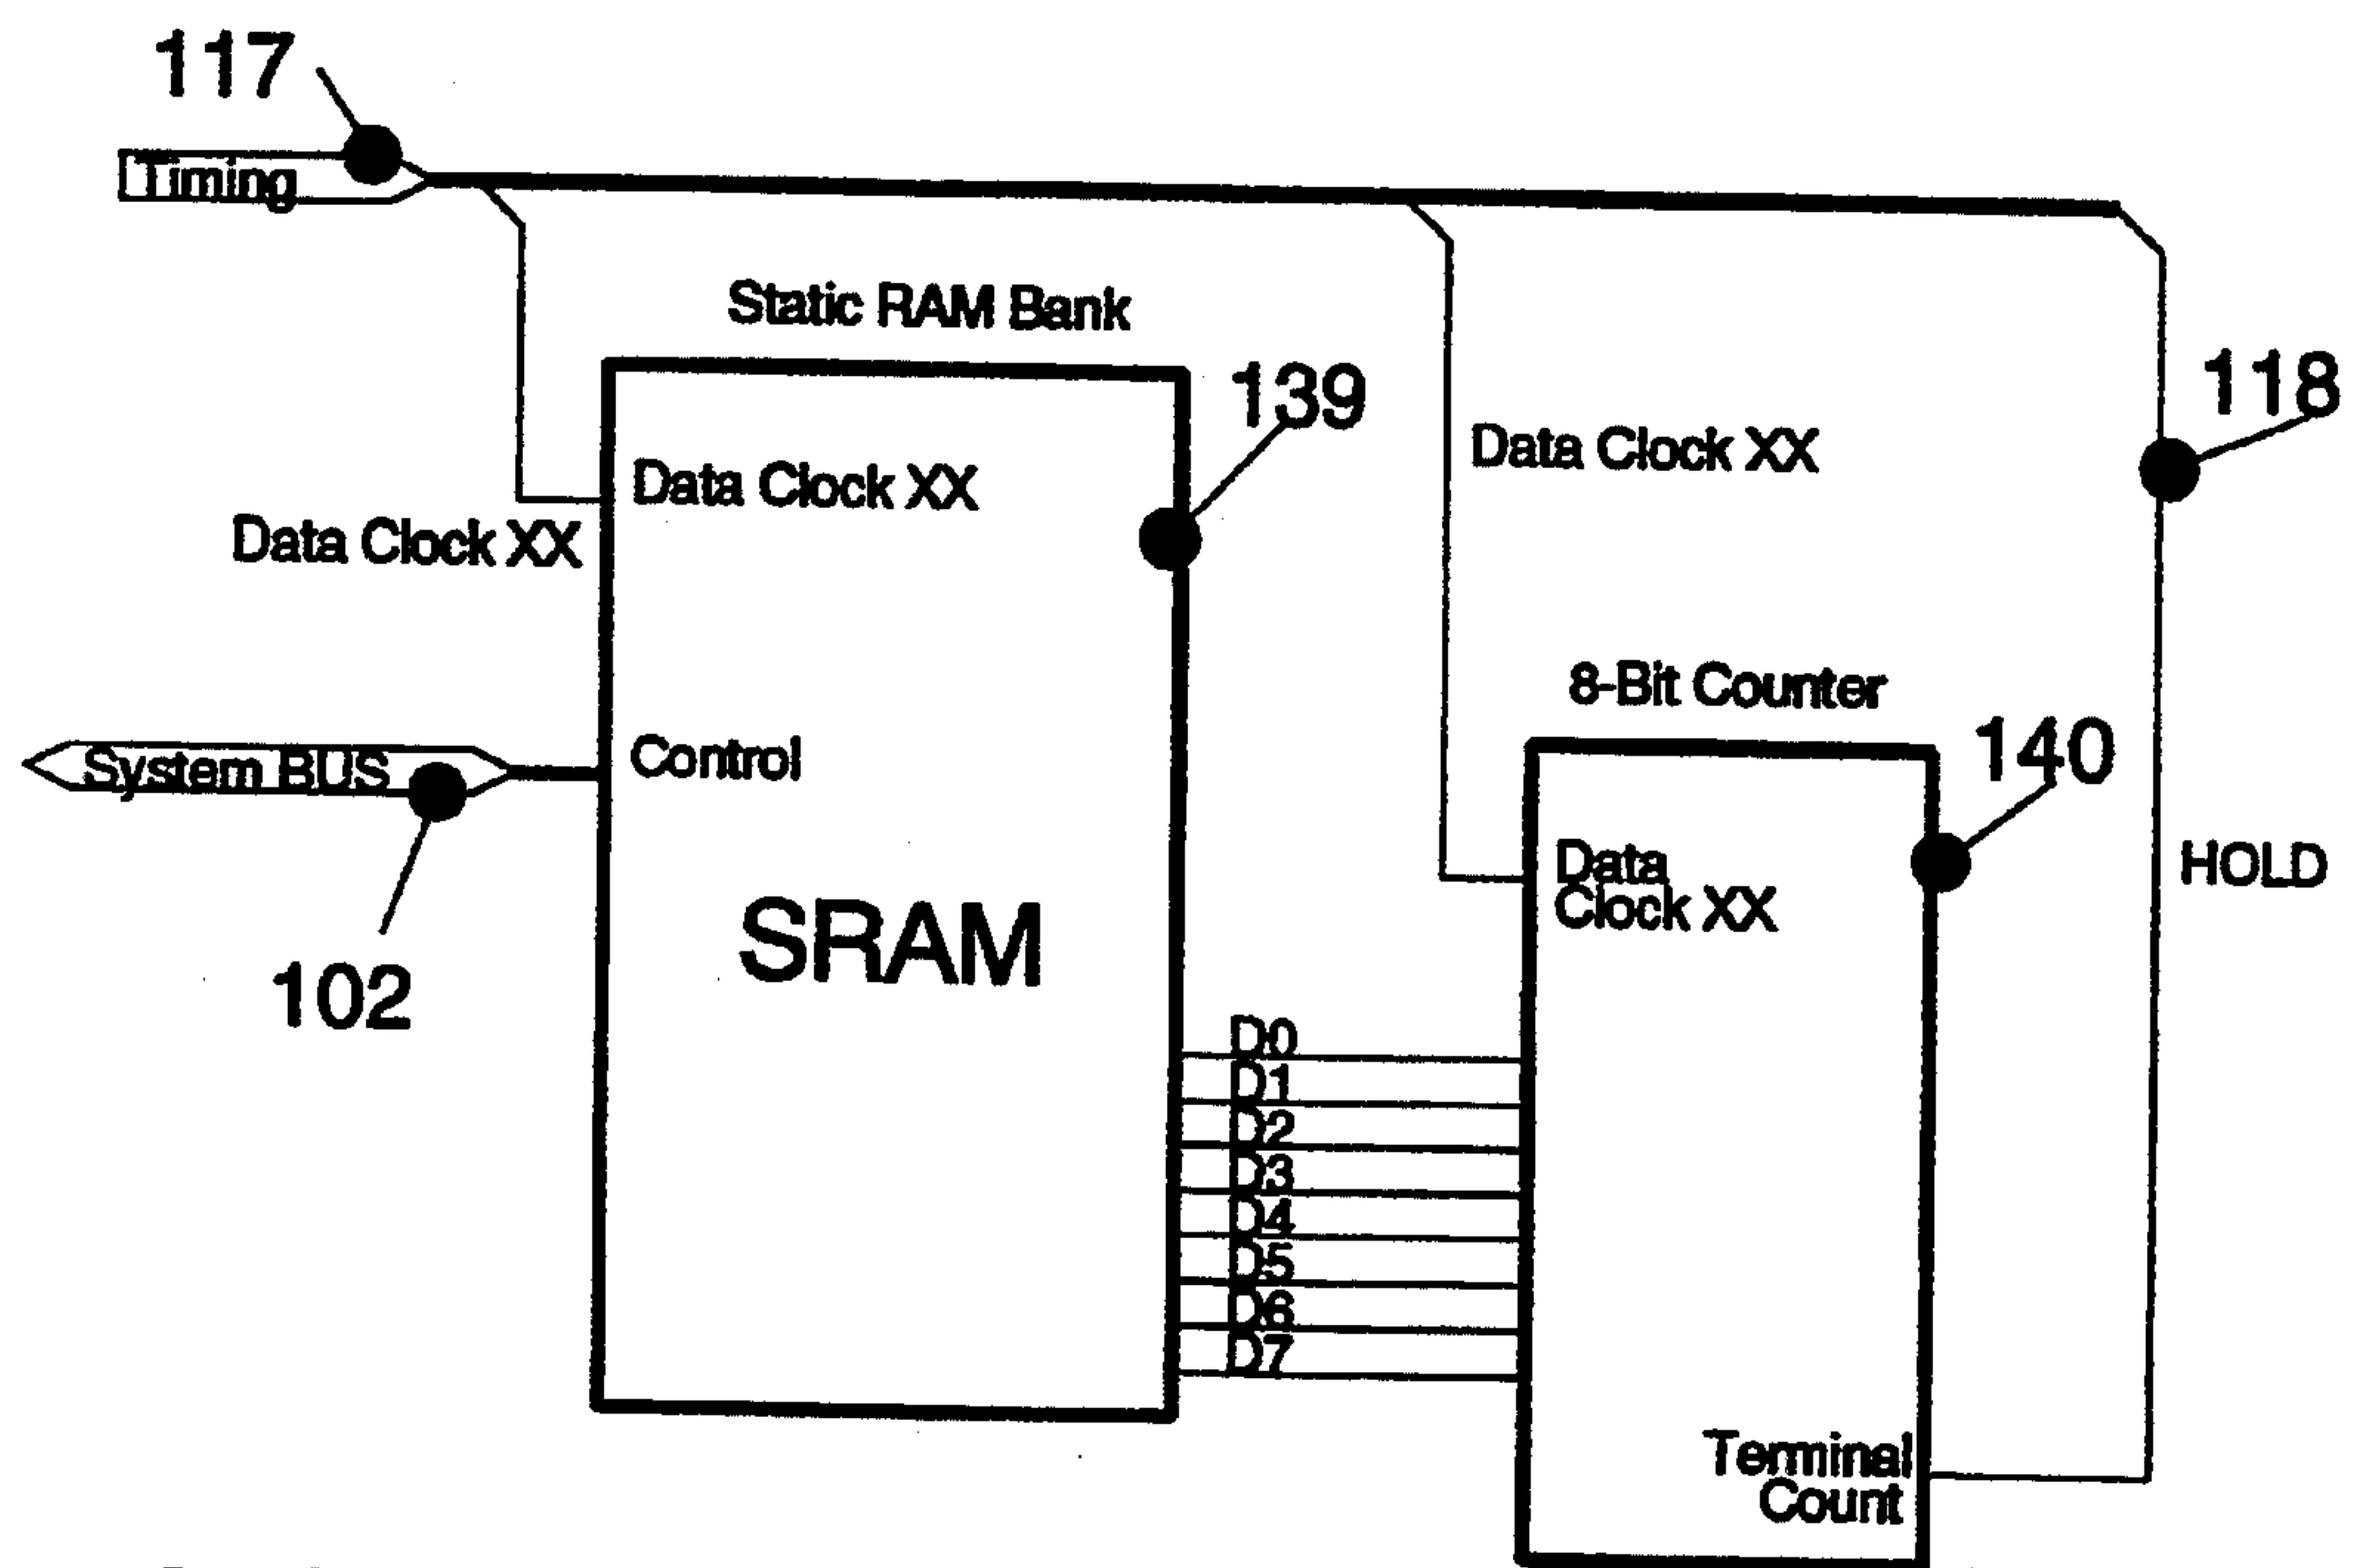 117
Timing
Static RAM Bank
139
118
Data Clock XX
Data Clock XX
Data Clock XX
8-Bit Counter
140
System BUS
Control
HOLD
Data
Clock XX
SRAM
102
D0
D1
D2
D3
D4
D5
D6
D7
Terminal
Count